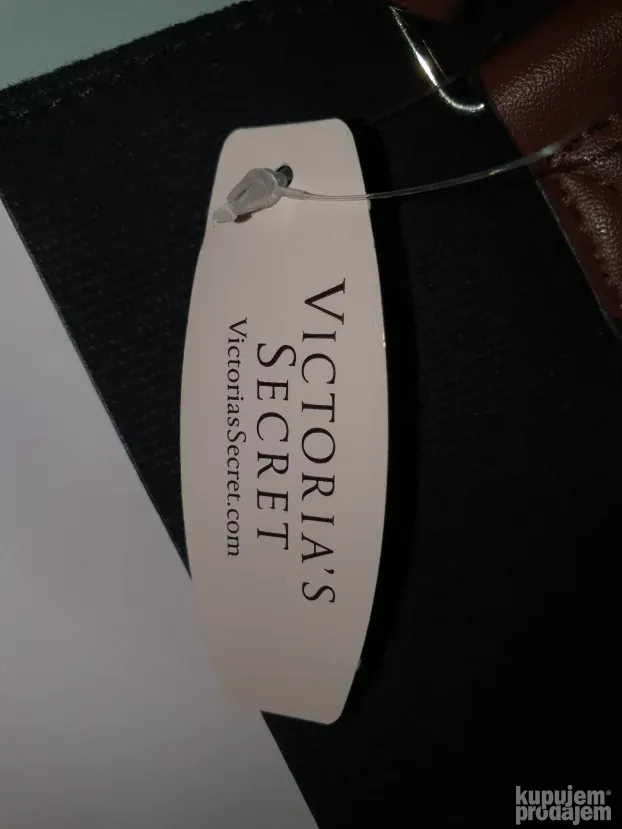 VICTORIA'S
SECRET
VictoriasSecret.com
kupujem
prodajem